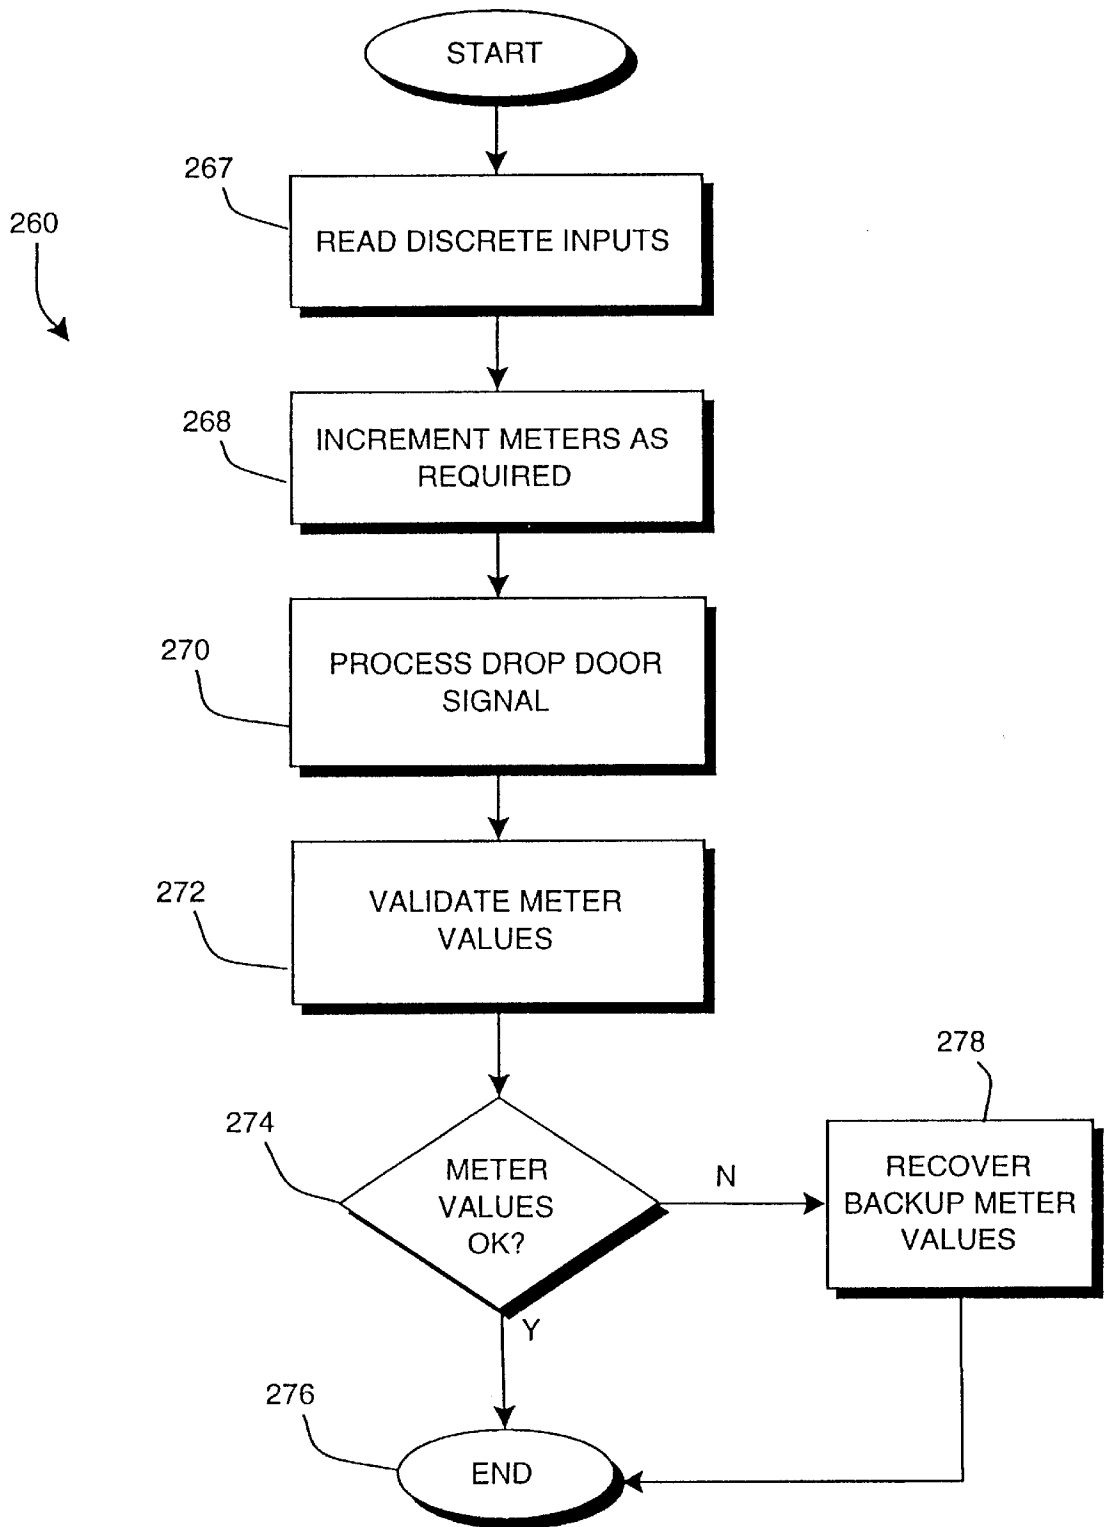 START
267
260
READ DISCRETE INPUTS
268
INCREMENT METERS AS
REQUIRED
270
PROCESS DROP DOOR
SIGNAL
272
VALIDATE METER
VALUES
274
METER
VALUES
OK?
N
278
RECOVER
BACKUP METER
VALUES
Y
276
END